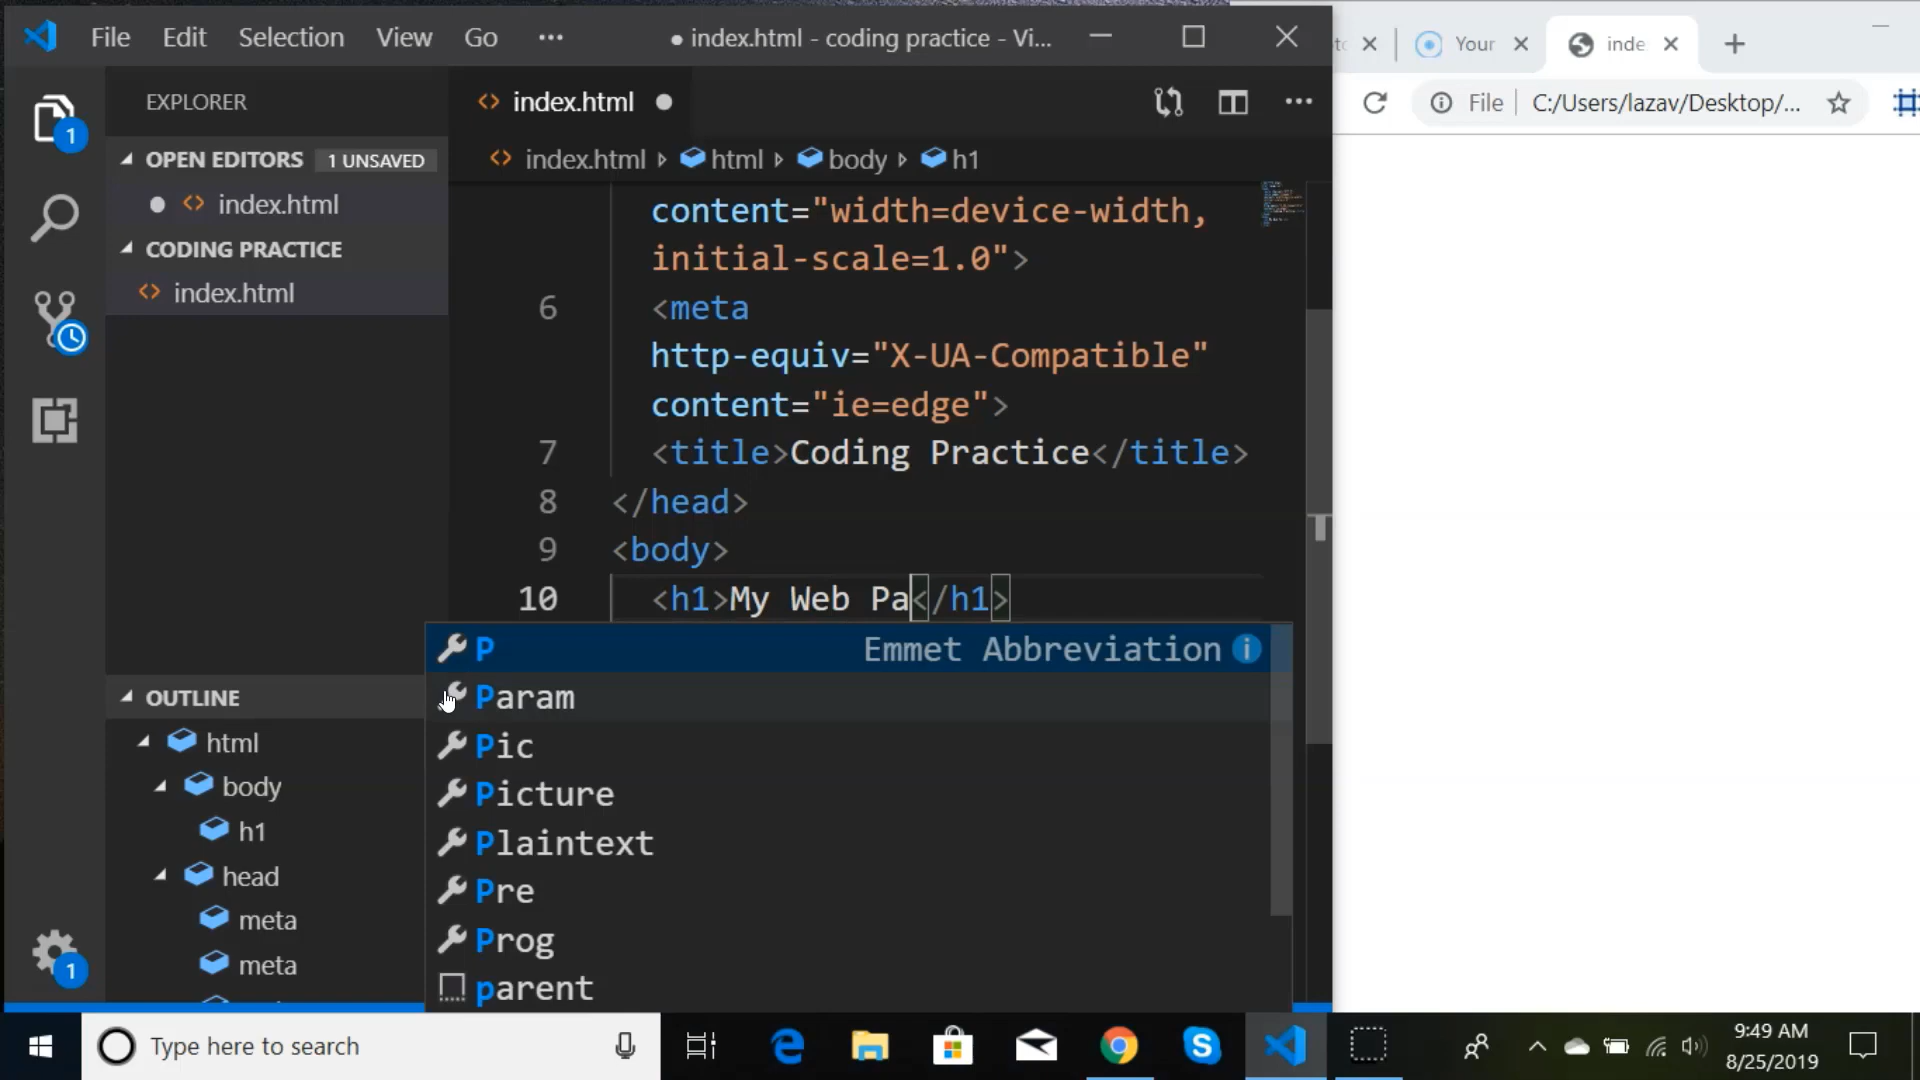 File Edit Selection View Go ••• ● index.html - coding practice - Vi...
Your inde
File C:/Users/lazav/Desktop/...
EXPLORER
OPEN EDITORS 1 UNSAVED
index.html
CODING PRACTICE
index.html
OUTLINE
html
body
h1
head
meta
meta
index.html
index.html html body h1
content="width=device-width,
initial-scale=1.0">
6 <meta
http-equiv="X-UA-Compatible"
content="ie=edge">
7 <title>Coding Practice</title>
8 </head>
9 <body>
10 <h1>My Web Pa</h1>
P Emmet Abbreviation
Param
Pic
Picture
Plaintext
Pre
Prog
parent
1
1
Type here to search
9:49 AM
8/25/2019